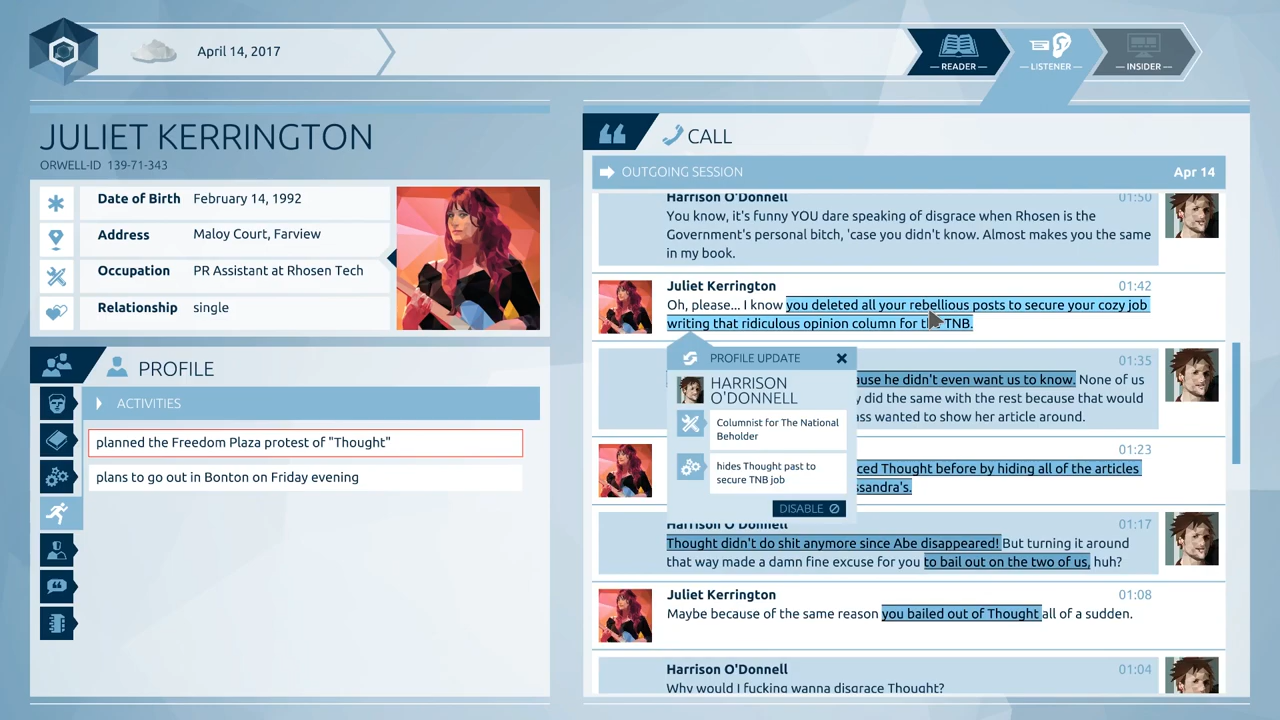 April 14, 2017
— READER —
— LISTENER —
— INSIDER —
JULIET KERRINGTON
ORWELL-ID 139-71-343
Date of Birth February 14, 1992
Address Maloy Court, Farview
Occupation PR Assistant at Rhosen Tech
Relationship single
PROFILE
ACTIVITIES
planned the Freedom Plaza protest of "Thought"
plans to go out in Bonton on Friday evening
CALL
OUTGOING SESSION Apr 14
Harrison O'Donnell 01:50
You know, it's funny YOU dare speaking of disgrace when Rhosen is the
Government's personal bitch, 'case you didn't know. Almost makes you the same
in my book.
Juliet Kerrington 01:42
Oh, please... I know you deleted all your rebellious posts to secure your cozy job
writing that ridiculous opinion column for the TNB.
PROFILE UPDATE
HARRISON
O'DONNELL
Columnist for The National
Beholder
hides Thought past to
secure TNB job
DISABLE
01:35
ause he didn't even want us to know. None of us
y did the same with the rest because that would
ass wanted to show her article around.
01:23
ced Thought before by hiding all of the articles
ssandra's.
Harrison O'Donnell 01:17
Thought didn't do shit anymore since Abe disappeared! But turning it around
that way made a damn fine excuse for you to bail out on the two of us, huh?
Juliet Kerrington 01:08
Maybe because of the same reason you bailed out of Thought all of a sudden.
Harrison O'Donnell 01:04
Why would I fucking wanna disgrace Thought?